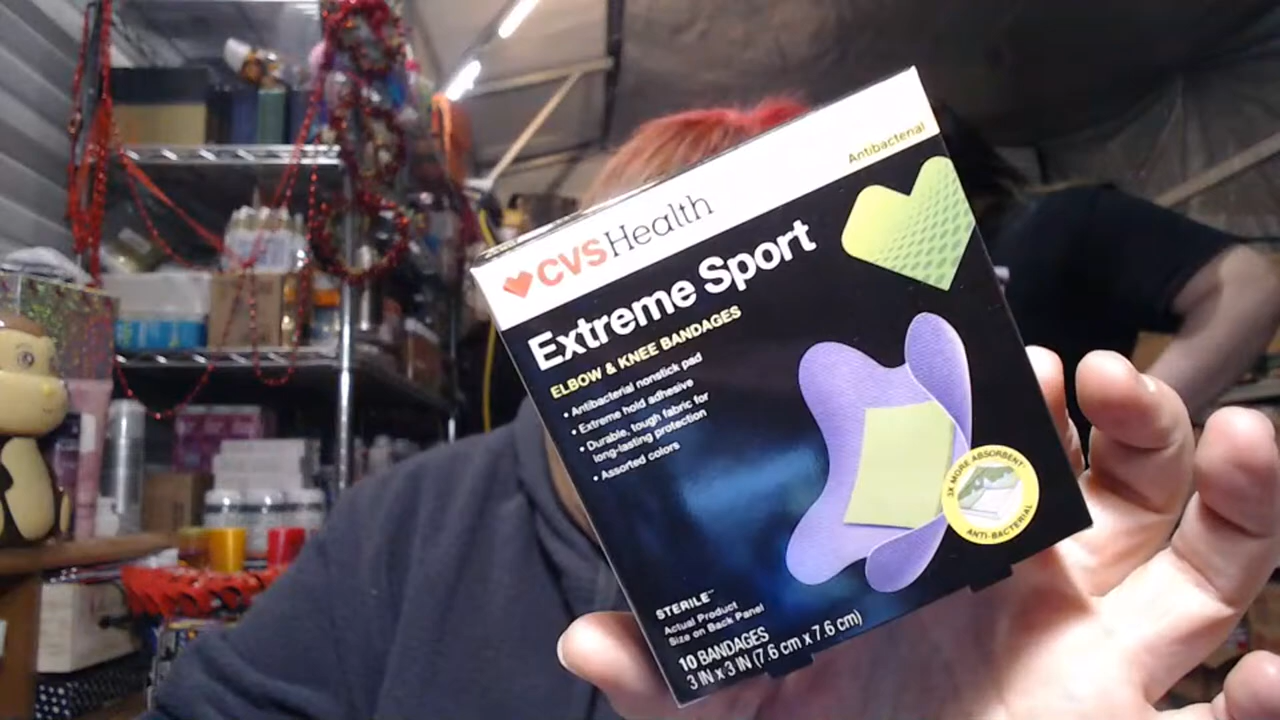 Antibacterial
CVSHealth
Extreme Sport
ELBOW & KNEE BANDAGES
• Antibacterial nonstick pad
• Extreme hold adhesive
• Durable, tough fabric for
long-lasting protection
• Assorted colors
3X MORE ABSORBENT*
ANTI-BACTERIAL
STERILE**
Actual Product
Size on Back Panel
10 BANDAGES
3 IN x 3 IN (7.6 cm x 7.6 cm)